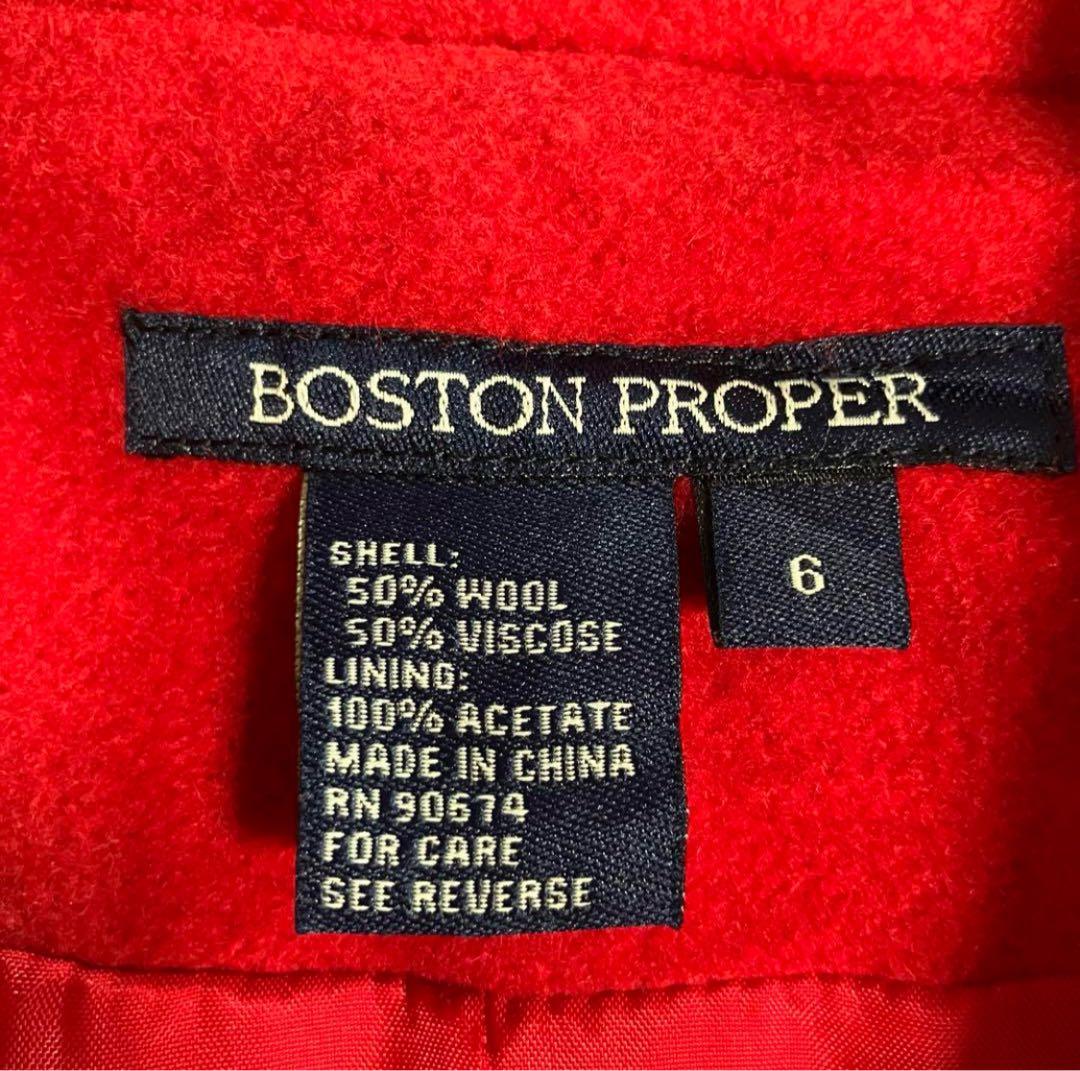 BOSTON PROPER
6
SHELL:
50% WOOL
50% VISCOSE
LINING:
100% ACETATE
MADE IN CHINA
RN 90674
FOR CARE
SEE REVERSE